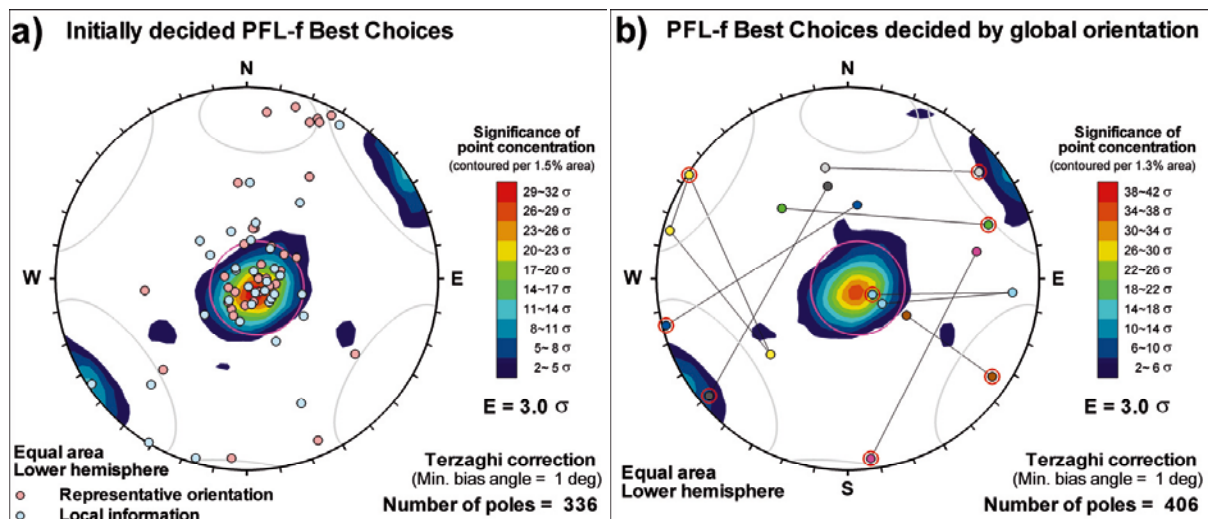 a) Initially decided PFL-f Best Choices
N
W
E
Significance of
point concentration
(contoured per 1.5% area)
29~32 σ
26~29 σ
23~26 σ
20~23 σ
17~20 σ
14~17 σ
11~14 σ
8~11 σ
5~ 8 σ
2~ 5 σ
E = 3.0 σ
Equal area
Lower hemisphere
Representative orientation
Local information
Terzaghi correction
(Min. bias angle = 1 deg)
Number of poles = 336
b) PFL-f Best Choices decided by global orientation
N
W
E
S
Significance of
point concentration
(contoured per 1.3% area)
38~42 σ
34~38 σ
30~34 σ
26~30 σ
22~26 σ
18~22 σ
14~18 σ
10~14 σ
6~10 σ
2~6 σ
E = 3.0 σ
Equal area
Lower hemisphere
Terzaghi correction
(Min. bias angle = 1 deg)
Number of poles = 406